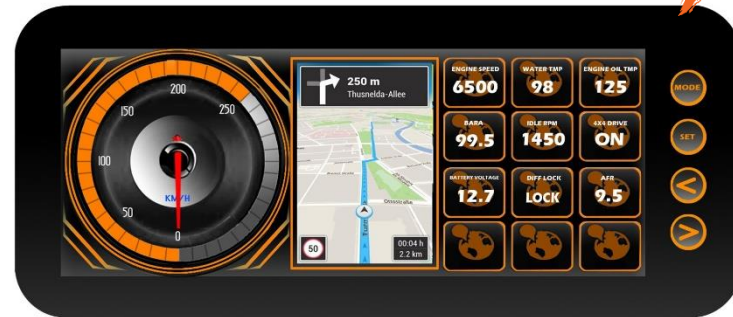 0
50
100
150
200
250
KM/H
250 m
Thusnelda-Allee
50
00:04 h
2.2 km
ENGINE SPEED
6500
WATER TMP
98
ENGINE OIL TMP
125
BARA
99.5
IDLE RPM
1450
4X4 DRIVE
ON
BATTERY VOLTAGE
12.7
DIFF LOCK
LOCK
AFR
9.5
MODE
SET
<
>